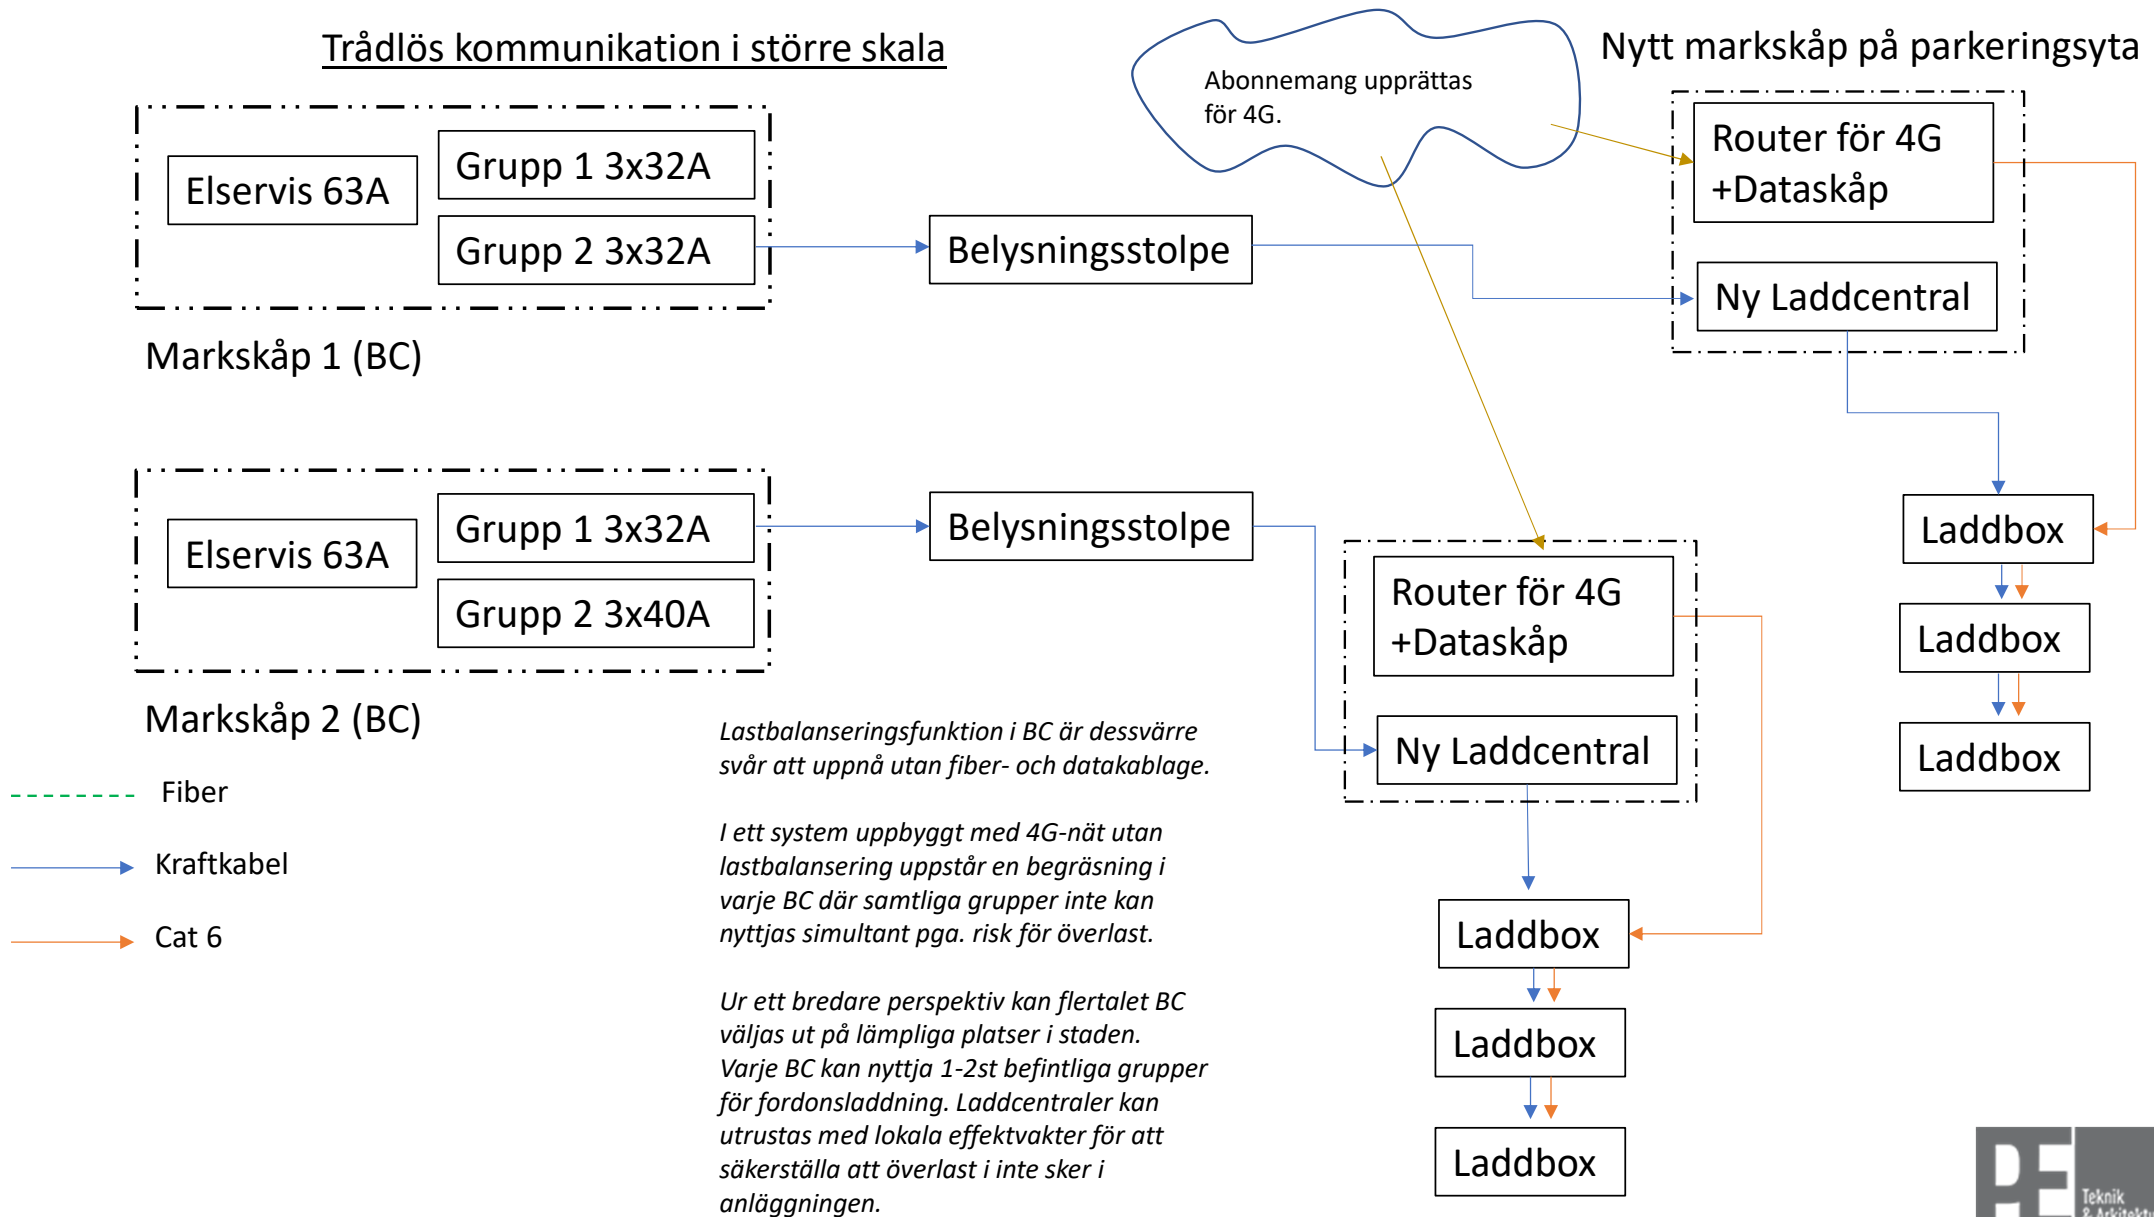 Trådlös kommunikation i större skala
Abonnemang upprättas
för 4G.
Nytt markskåp på parkeringsyta
Elservis 63A
Grupp 1 3x32A
Grupp 2 3x32A
Markskåp 1 (BC)
Belysningsstolpe
Router för 4G
+Dataskåp
Ny Laddcentral
Laddbox
Laddbox
Laddbox
Elservis 63A
Grupp 1 3x32A
Grupp 2 3x40A
Markskåp 2 (BC)
Belysningsstolpe
Router för 4G
+Dataskåp
Ny Laddcentral
Laddbox
Laddbox
Laddbox
Fiber
Kraftkabel
Cat 6
Lastbalanseringsfunktion i BC är dessvärre
svår att uppnå utan fiber- och datakablage.
I ett system uppbyggt med 4G-nät utan
lastbalansering uppstår en begräsning i
varje BC där samtliga grupper inte kan
nyttjas simultant pga. risk för överlast.
Ur ett bredare perspektiv kan flertalet BC
väljas ut på lämpliga platser i staden.
Varje BC kan nyttja 1-2st befintliga grupper
för fordonsladdning. Laddcentraler kan
utrustas med lokala effektvakter för att
säkerställa att överlast i inte sker i
anläggningen.
PE
Teknik